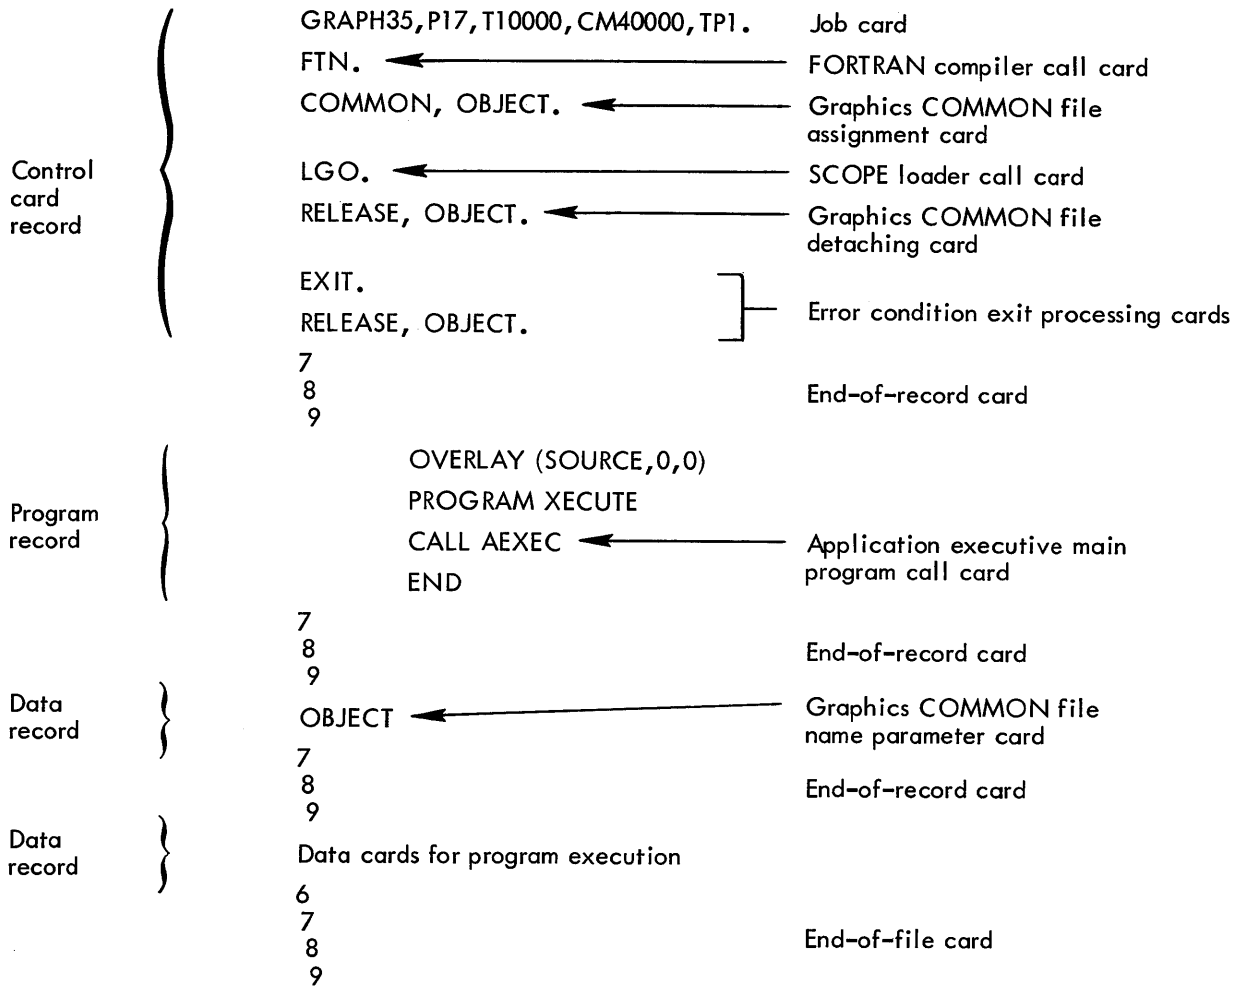 GRAPH35,P17,T10000,CM40000,TP1. Job card
FTN. FORTRAN compiler call card
COMMON, OBJECT. Graphics COMMON file
assignment card
Control
card
record
LGO. SCOPE loader call card
RELEASE, OBJECT. Graphics COMMON file
detaching card
EXIT.
RELEASE, OBJECT.
Error condition exit processing cards
7
8
9
End-of-record card
Program
record
OVERLAY (SOURCE,0,0)
PROGRAM XECUTE
CALL AEXEC Application executive main
program call card
END
7
8
9
End-of-record card
Data
record
OBJECT Graphics COMMON file
name parameter card
7
8
9
End-of-record card
Data
record
Data cards for program execution
6
7
8
9
End-of-file card